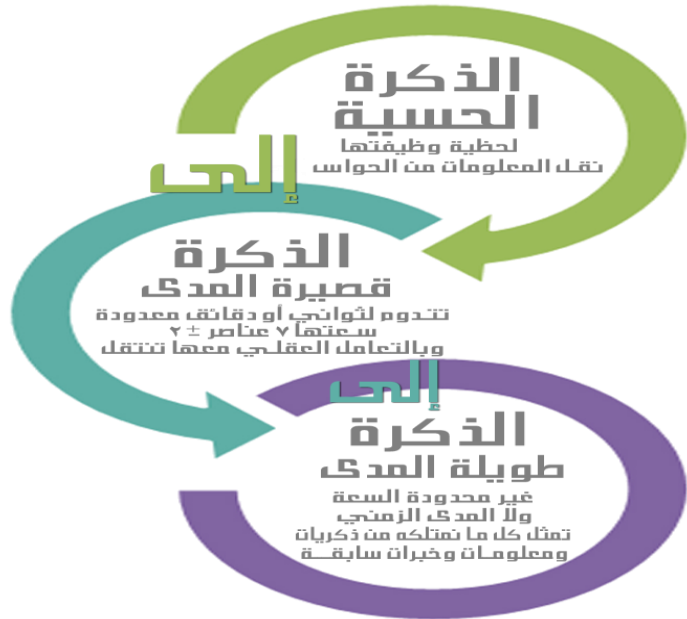 الذكرة
الحسية
لحظية وظيفتها
نقل المعلومات من الحواس
إلى
الذكرة
قصيرة المدى
تتدوم لثواني أو دقائق معدودة
سعتها ٧ عناصر ± ٢
وبالتعامل العقلي معها تنتقل
إلى
الذكرة
طويلة المدى
غير محدودة السعة
ولا المدى الزمني
تمثل كل ما نمتلكه من ذكريات
ومعلومات وخبرات سابقة